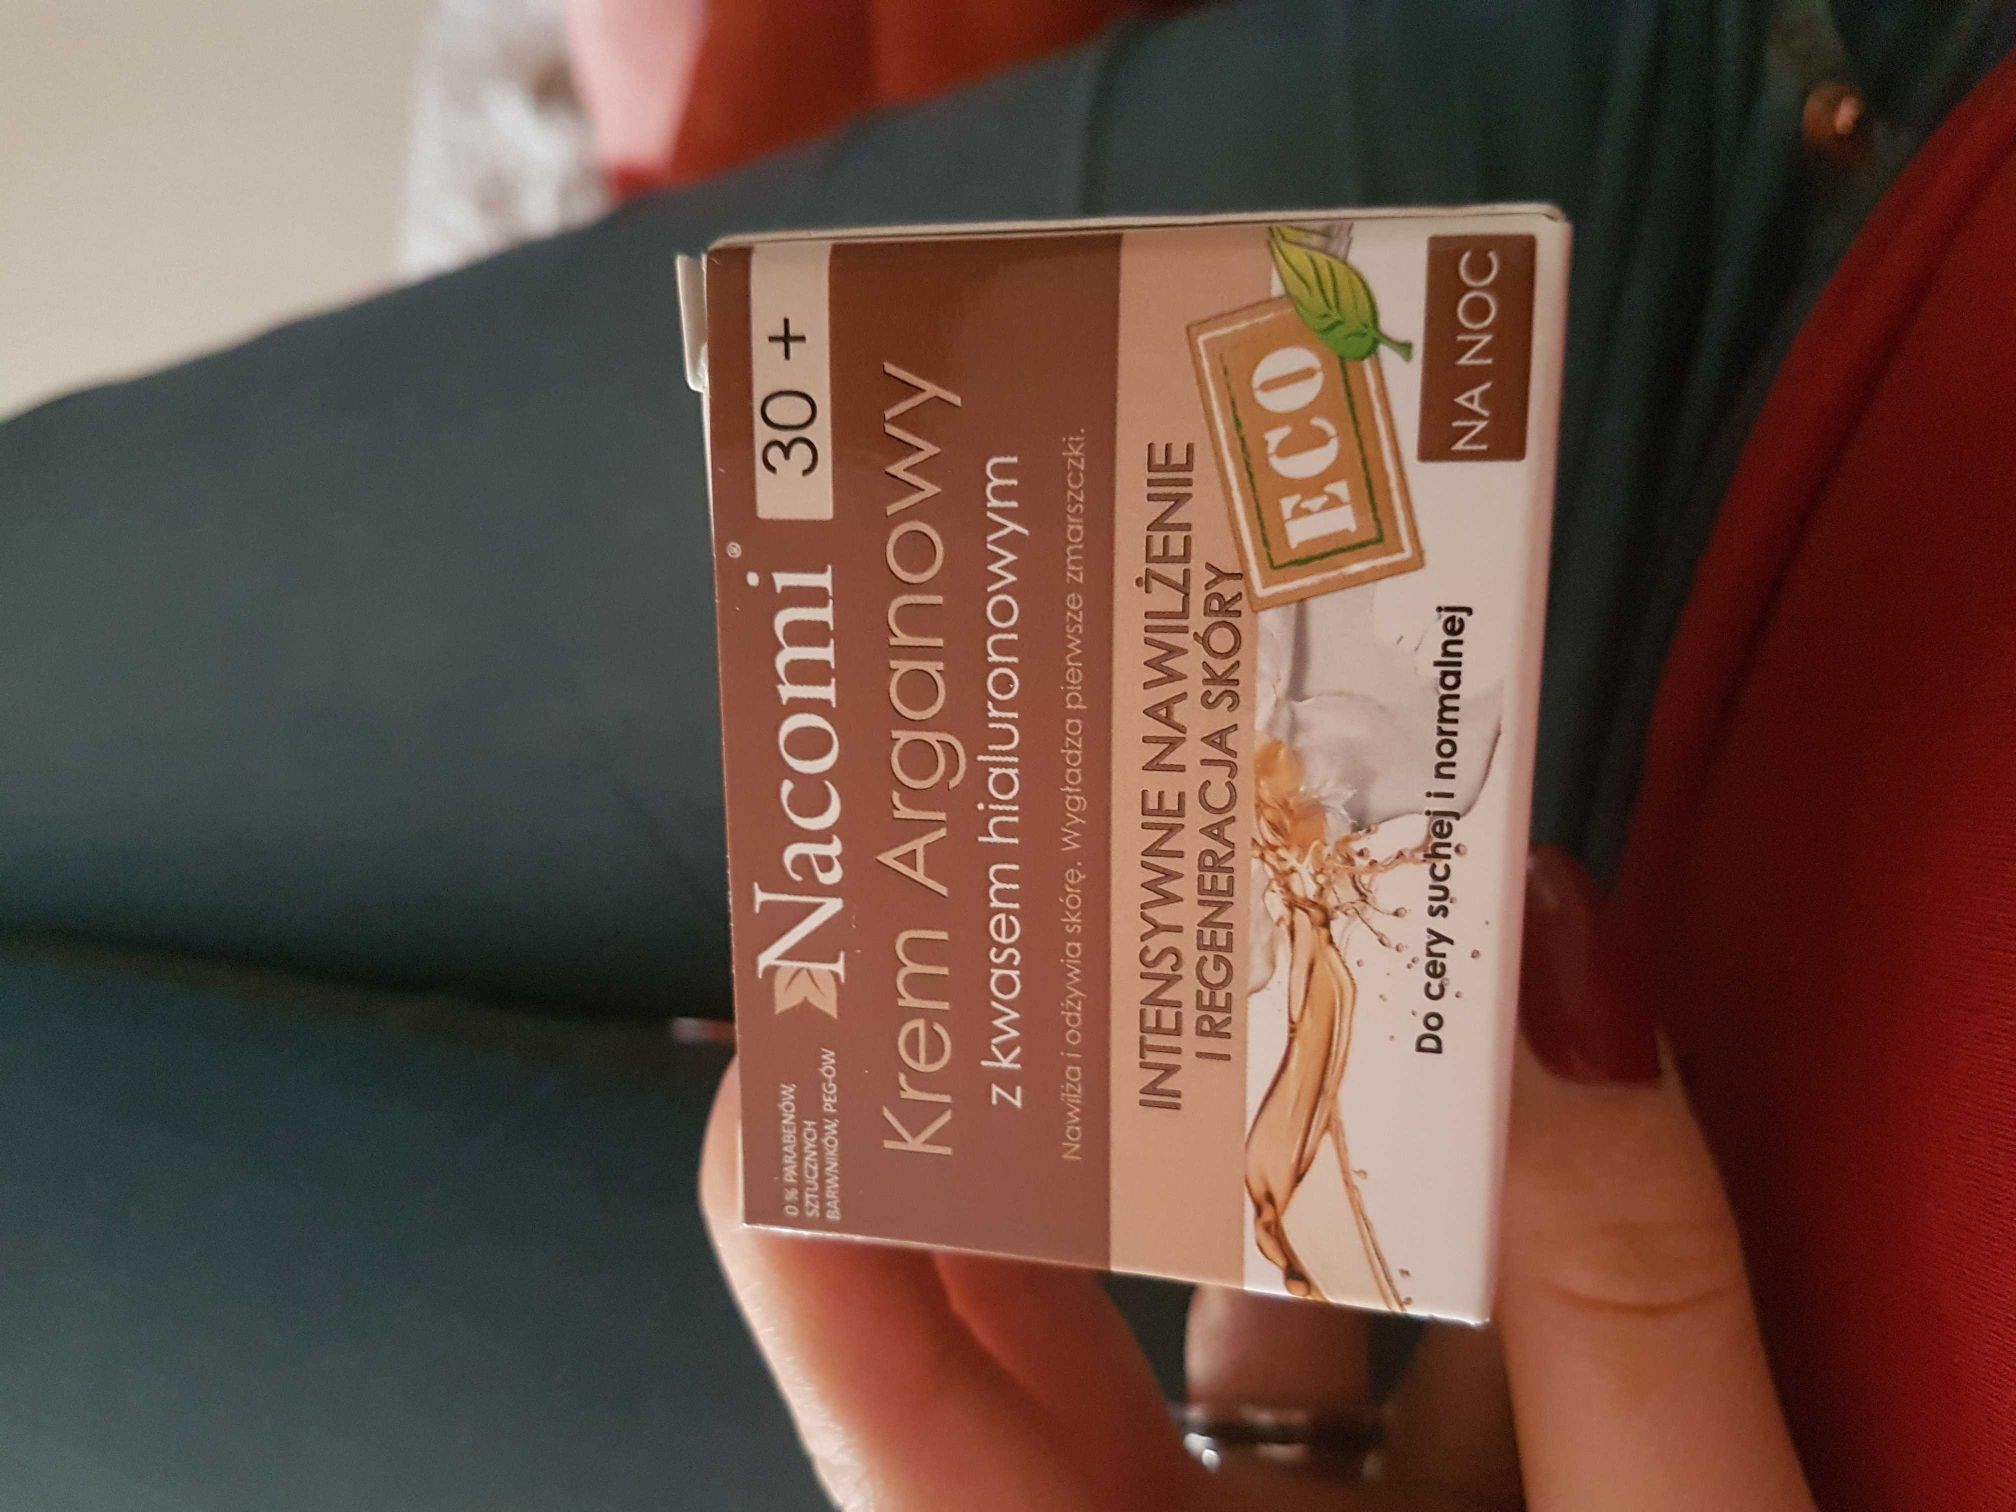 0 % PARABENÓW,
SZTUCZNYCH
BARWNIKÓW, PEG-ÓW
Nacomi®
30 +
Krem Arganowy
z kwasem hialuronowym
Nawilża i odżywia skórę. Wygładza pierwsze zmarszczki.
INTENSYWNE NAWILŻENIE
I REGENERACJA SKÓRY
ECO
Do cery suchej i normalnej
NA NOC